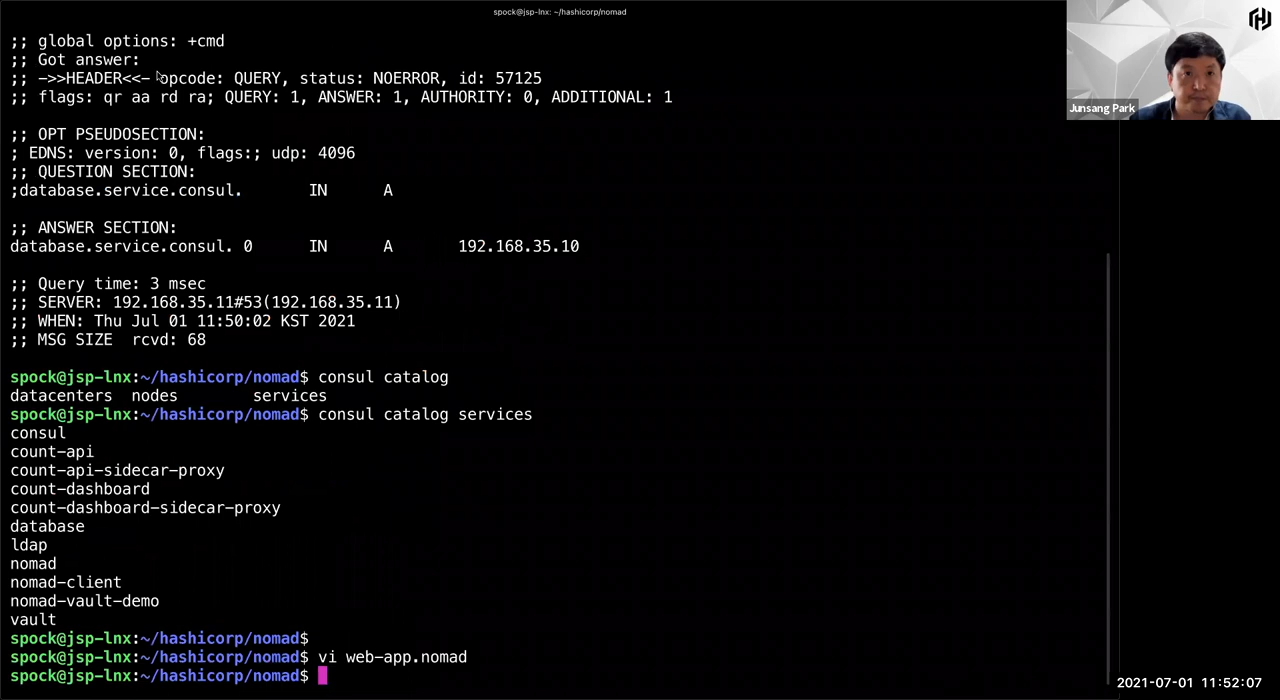 spock@jsp-lnx: ~/hashicorp/nomad
;; global options: +cmd
;; Got answer:
;; ->>HEADER<<- opcode: QUERY, status: NOERROR, id: 57125
;; flags: qr aa rd ra; QUERY: 1, ANSWER: 1, AUTHORITY: 0, ADDITIONAL: 1
;; OPT PSEUDOSECTION:
; EDNS: version: 0, flags:; udp: 4096
;; QUESTION SECTION:
;database.service.consul. IN A
;; ANSWER SECTION:
database.service.consul. 0 IN A 192.168.35.10
;; Query time: 3 msec
;; SERVER: 192.168.35.11#53(192.168.35.11)
;; WHEN: Thu Jul 01 11:50:02 KST 2021
;; MSG SIZE rcvd: 68
spock@jsp-lnx:~/hashicorp/nomad$ consul catalog
datacenters nodes services
spock@jsp-lnx:~/hashicorp/nomad$ consul catalog services
consul
count-api
count-api-sidecar-proxy
count-dashboard
count-dashboard-sidecar-proxy
database
ldap
nomad
nomad-client
nomad-vault-demo
vault
spock@jsp-lnx:~/hashicorp/nomad$
spock@jsp-lnx:~/hashicorp/nomad$ vi web-app.nomad
spock@jsp-lnx:~/hashicorp/nomad$
Junsang Park
2021-07-01 11:52:07